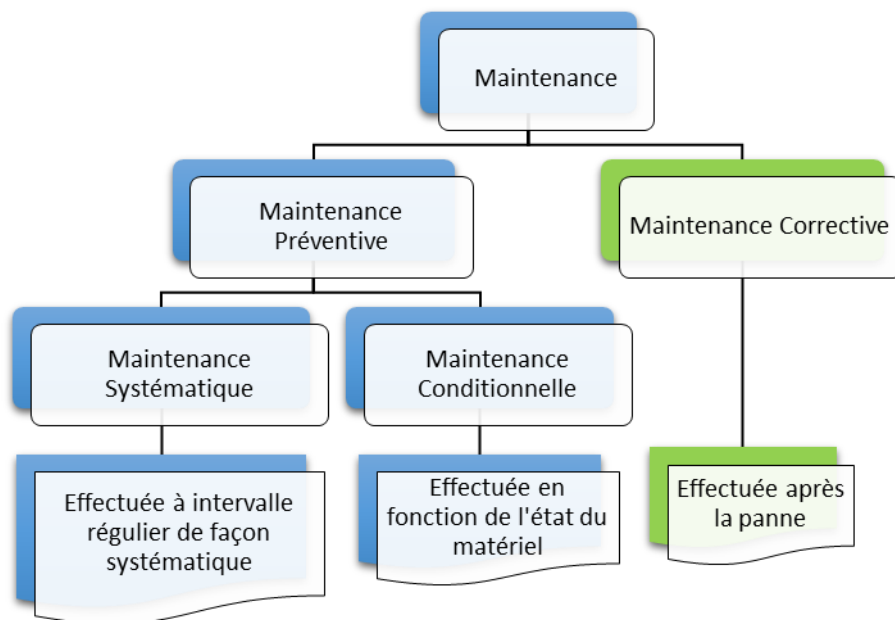 Maintenance
Maintenance
Préventive
Maintenance Corrective
Maintenance
Systématique
Maintenance
Conditionnelle
Effectuée à intervalle
régulier de façon
systématique
Effectuée en
fonction de l'état du
matériel
Effectuée après
la panne